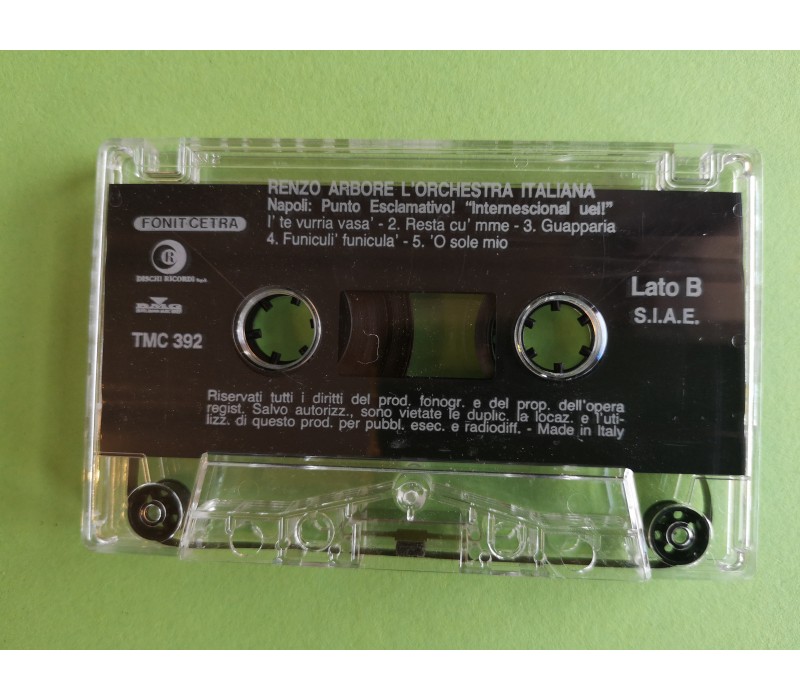 RENZO ARBORE L'ORCHESTRA ITALIANA
Napoli: Punto Esclamativo! "Internescional uei!"
I' te vurria vasa' - 2. Resta cu' mme - 3. Guapparia
4. Funiculi' funicula' - 5. 'O sole mio
FONIT CETRA
DISCHI RICORDI S.p.A.
BMG
TMC 392
Lato B
S.I.A.E.
Riservati tutti i diritti del prod. fonogr. e del prop. dell'opera
regist. Salvo autorizz., sono vietate le duplic. la locaz. e l'uti-
lizz. di questo prod. per pubbl. esec. e radiodiff. - Made in Italy